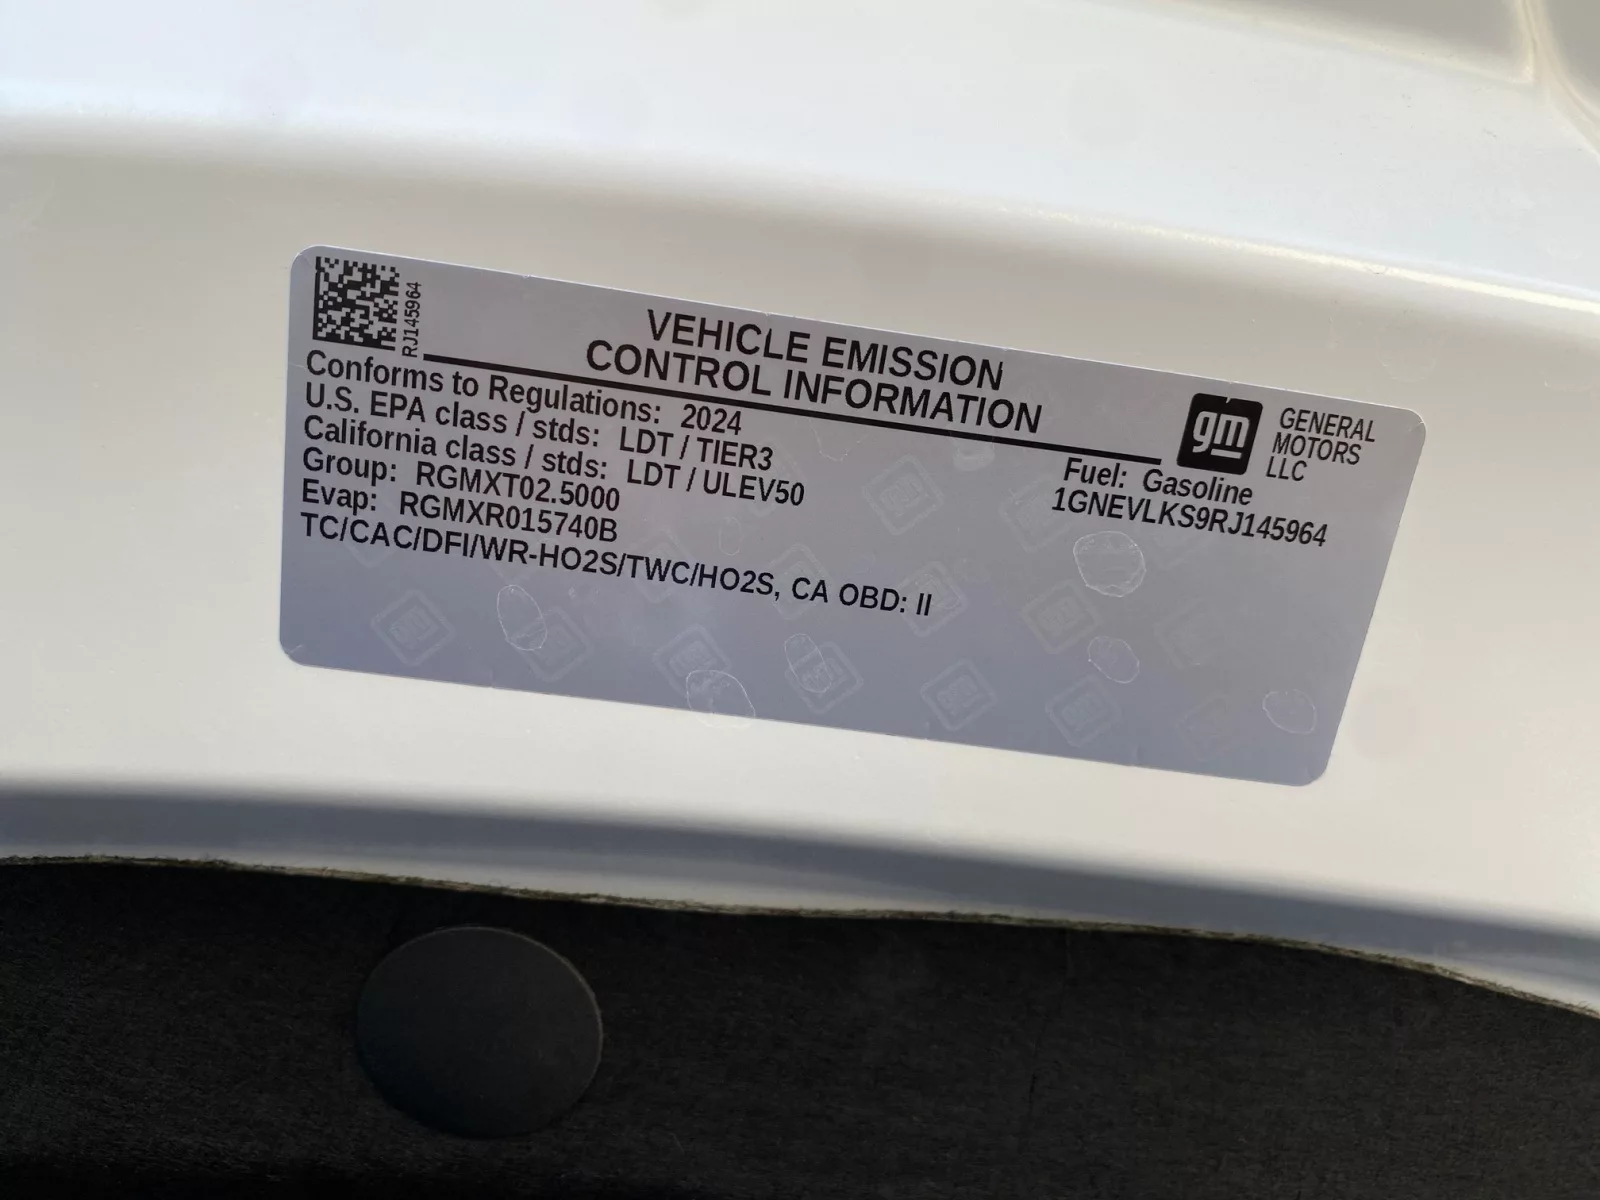 RJ145964
VEHICLE EMISSION
CONTROL INFORMATION
gm
GENERAL
MOTORS
LLC
Conforms to Regulations: 2024
U.S. EPA class / stds: LDT / TIER3
California class / stds: LDT / ULEV50
Group: RGMXT02.5000
Evap: RGMXR015740B
TC/CAC/DFI/WR-HO2S/TWC/HO2S, CA OBD: II
Fuel: Gasoline
1GNEVLKS9RJ145964